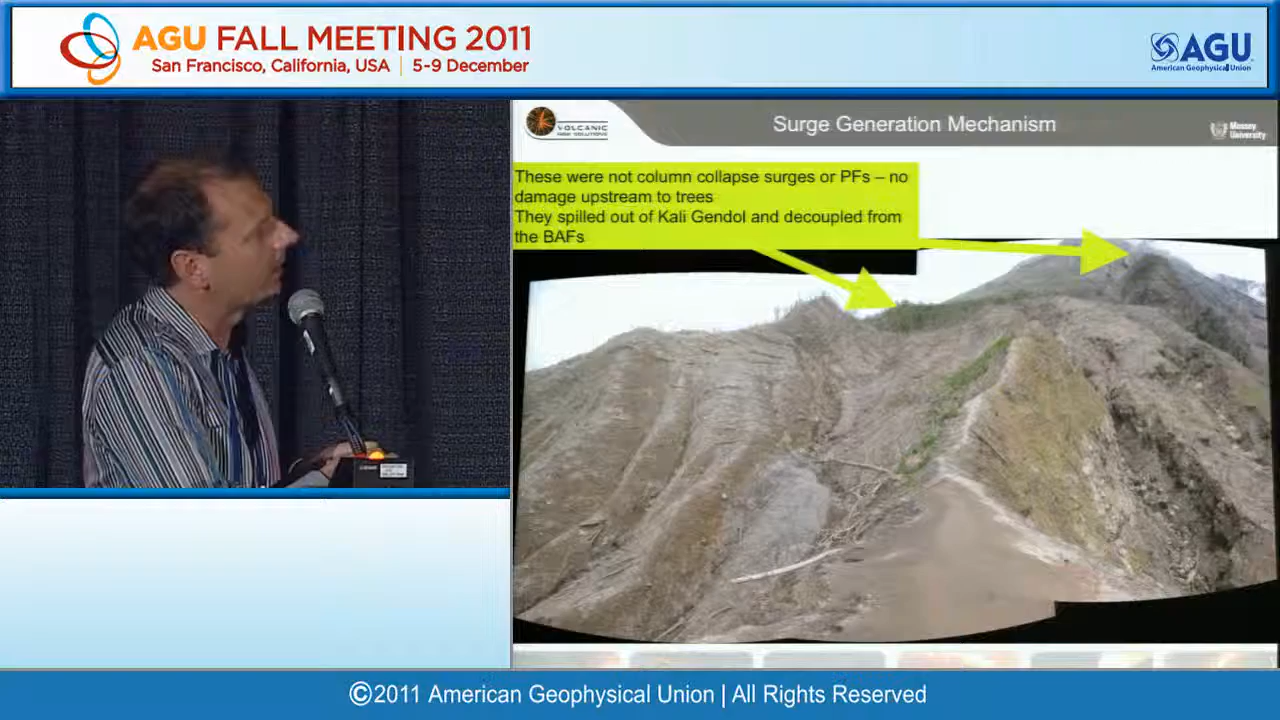 AGU FALL MEETING 2011
San Francisco, California, USA | 5-9 December
AGU
American Geophysical Union
VOLCANIC
RISK SOLUTIONS
Surge Generation Mechanism
Massey
University
These were not column collapse surges or PFs – no
damage upstream to trees
They spilled out of Kali Gendol and decoupled from
the BAFs
©2011 American Geophysical Union | All Rights Reserved